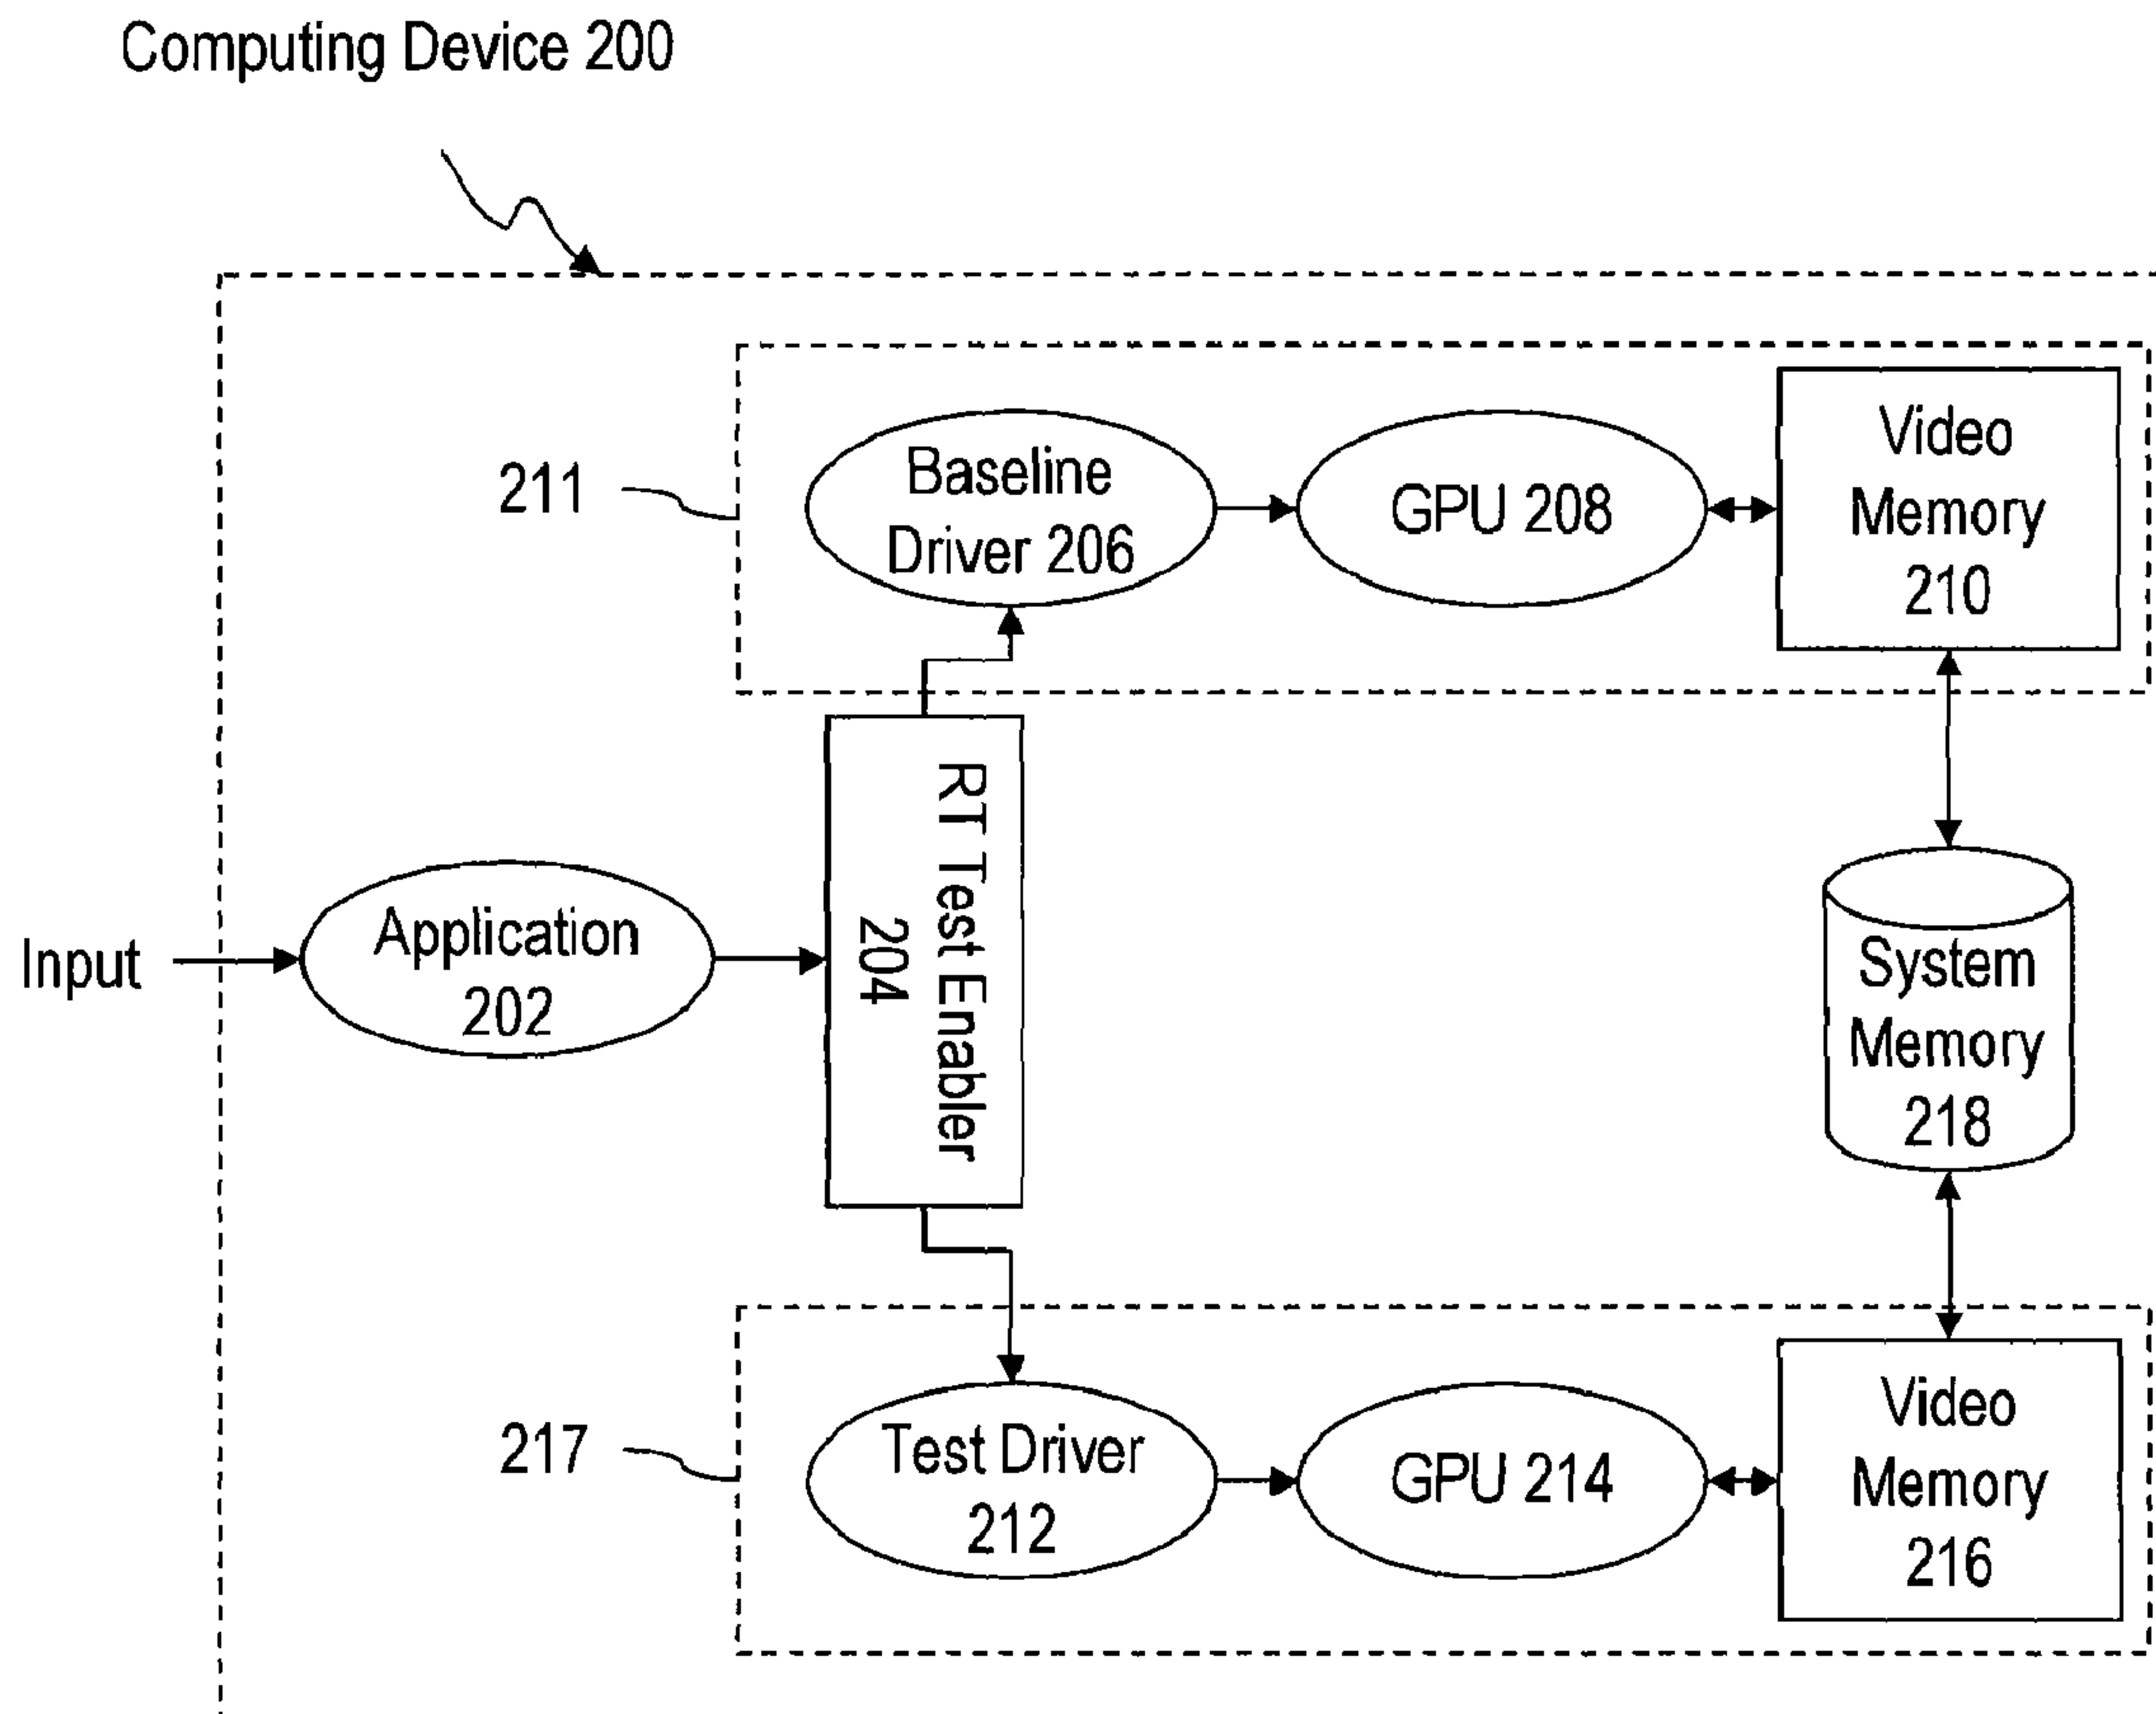 Computing Device 200
211
Baseline
Driver 206
GPU 208
Video
Memory
210
Input
Application
202
RT Test Enabler
204
System
Memory
218
217
Test Driver
212
GPU 214
Video
Memory
216